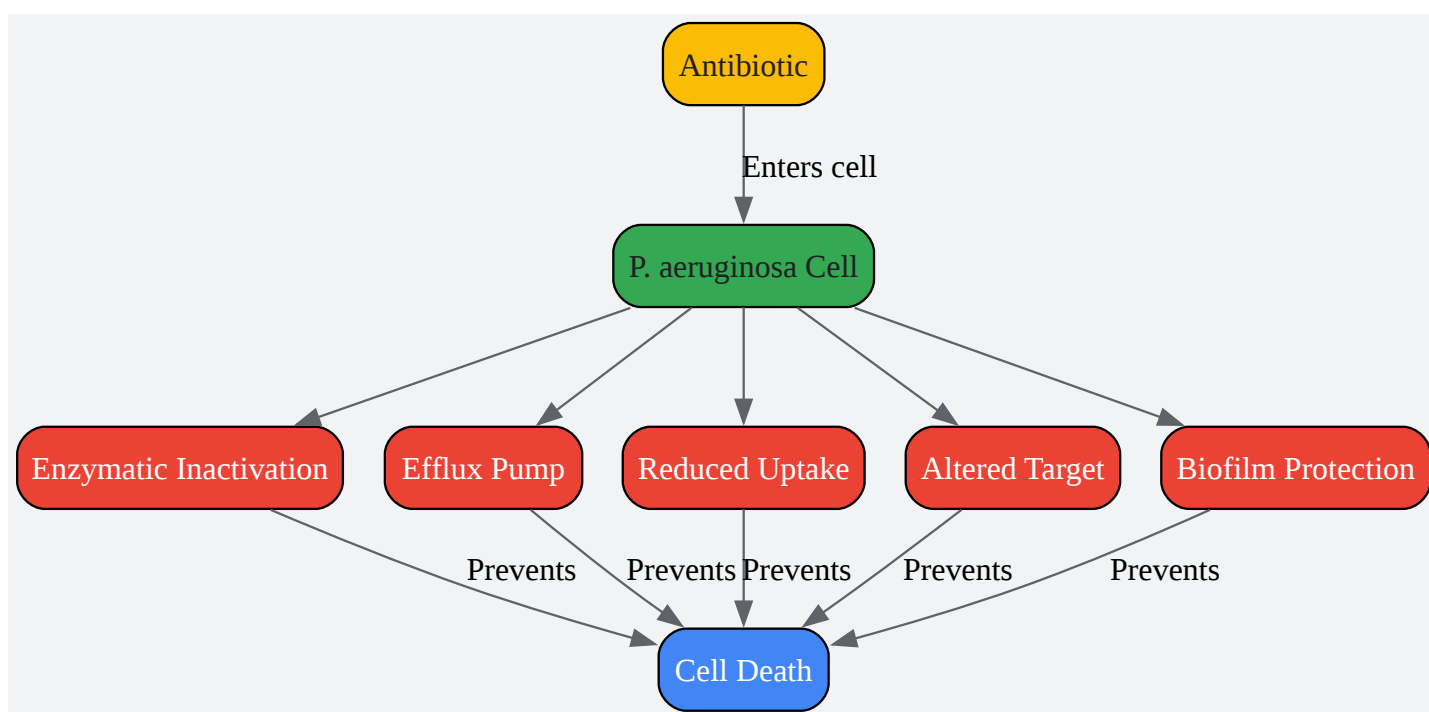 Antibiotic
Enters cell
P. aeruginosa Cell
Enzymatic Inactivation
Efflux Pump
Reduced Uptake
Altered Target
Biofilm Protection
Prevents
Prevents
Prevents
Prevents
Prevents
Cell Death